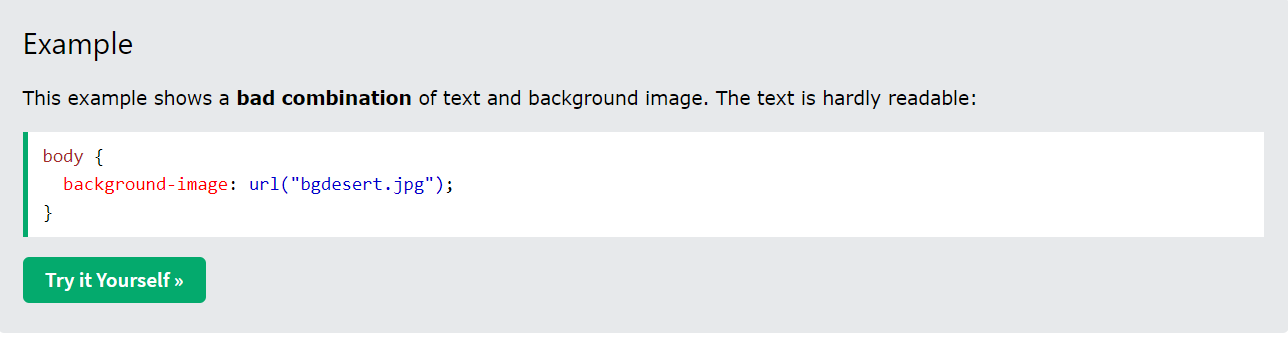 Example
This example shows a bad combination of text and background image. The text is hardly readable:
body {
  background-image: url("bgdesert.jpg");
}
Try it Yourself »